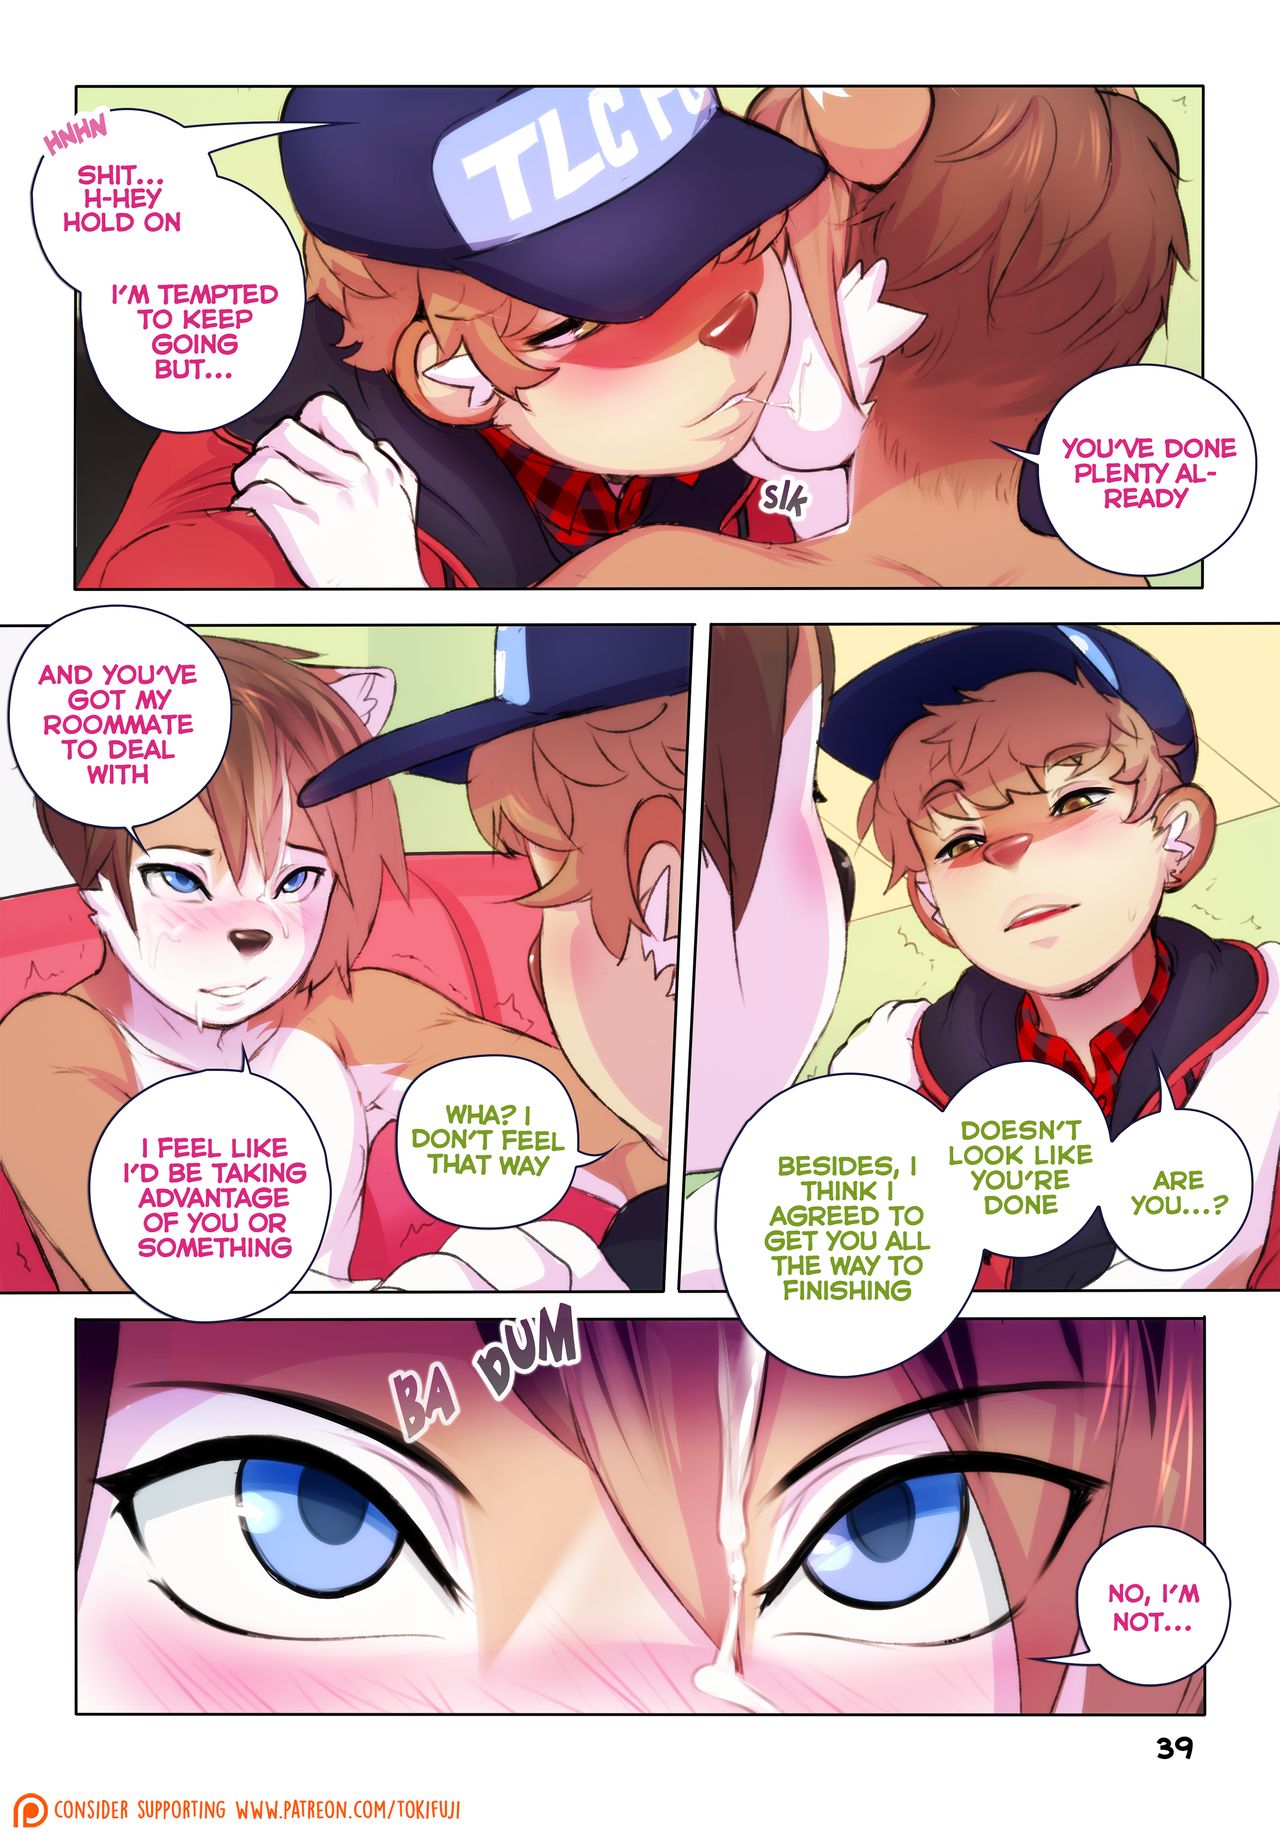 HNHN
SHIT...
H-HEY
HOLD ON
I'M TEMPTED
TO KEEP
GOING
BUT...
TLC
slk
YOU'VE DONE
PLENTY AL-
READY
AND YOU'VE
GOT MY
ROOMMATE
TO DEAL
WITH
I FEEL LIKE
I'D BE TAKING
ADVANTAGE
OF YOU OR
SOMETHING
WHA? I
DON'T FEEL
THAT WAY
BESIDES, I
THINK I
AGREED TO
GET YOU ALL
THE WAY TO
FINISHING
DOESN'T
LOOK LIKE
YOU'RE
DONE
ARE
YOU...?
BA DUM
NO, I'M
NOT...
39
CONSIDER SUPPORTING WWW.PATREON.COM/TOKIFUJI